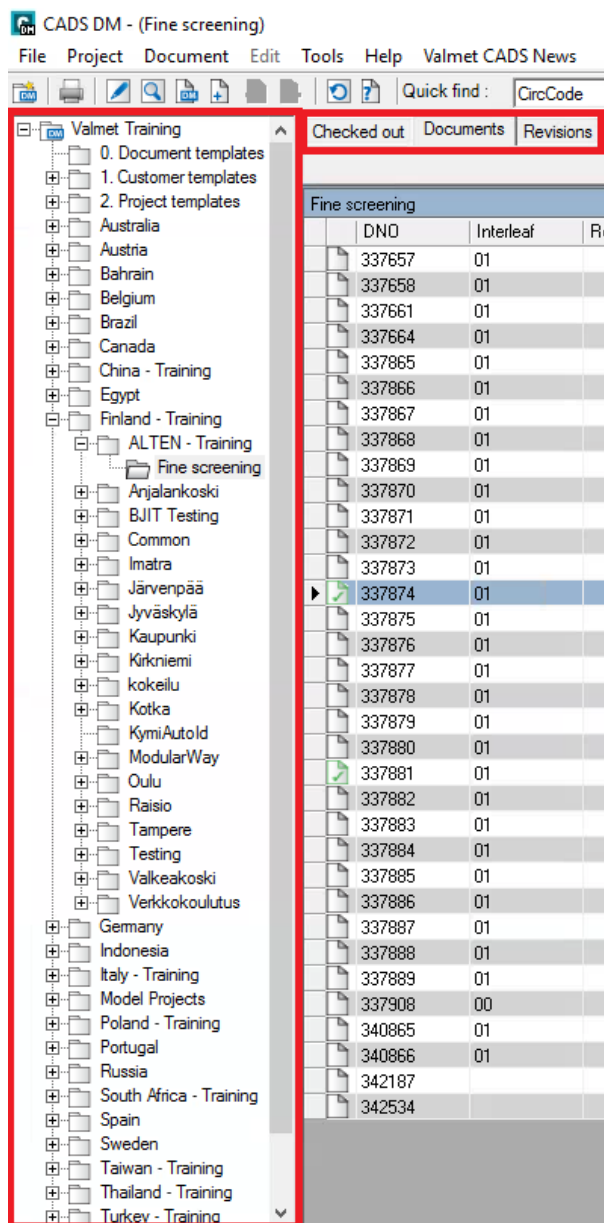 CADS DM - (Fine screening)
File Project Document Edit Tools Help Valmet CADS News
Quick find : CircCode
Valmet Training
0. Document templates
1. Customer templates
2. Project templates
Australia
Austria
Bahrain
Belgium
Brazil
Canada
China - Training
Egypt
Finland - Training
ALTEN - Training
Fine screening
Anjalankoski
BJIT Testing
Common
Imatra
Järvenpää
Jyväskylä
Kaupunki
Kirkniemi
kokeilu
Kotka
KymiAutoId
ModularWay
Oulu
Raisio
Tampere
Testing
Valkeakoski
Verkkokoulutus
Germany
Indonesia
Italy - Training
Model Projects
Poland - Training
Portugal
Russia
South Africa - Training
Spain
Sweden
Taiwan - Training
Thailand - Training
Turkey - Training
Checked out Documents Revisions
Fine screening
DNO Interleaf
337657 01
337658 01
337661 01
337664 01
337865 01
337866 01
337867 01
337868 01
337869 01
337870 01
337871 01
337872 01
337873 01
337874 01
337875 01
337876 01
337877 01
337878 01
337879 01
337880 01
337881 01
337882 01
337883 01
337884 01
337885 01
337886 01
337887 01
337888 01
337889 01
337908 00
340865 01
340866 01
342187
342534